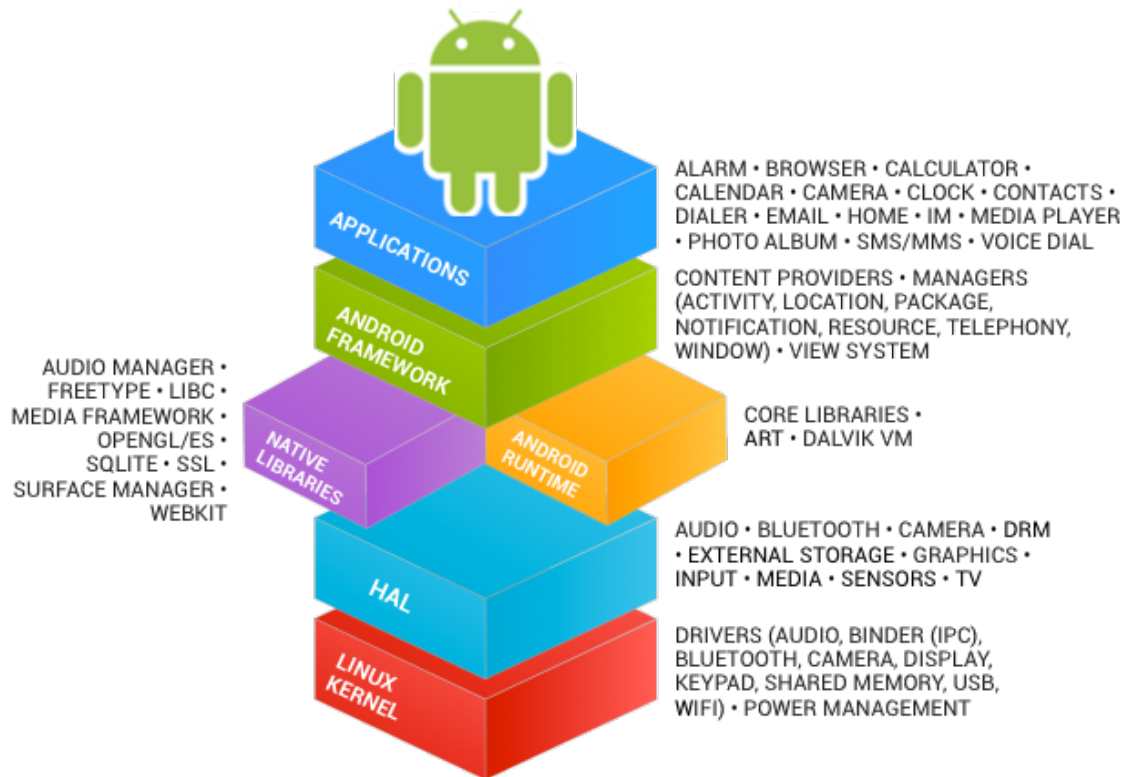 APPLICATIONS
ALARM • BROWSER • CALCULATOR •
CALENDAR • CAMERA • CLOCK • CONTACTS •
DIALER • EMAIL • HOME • IM • MEDIA PLAYER
• PHOTO ALBUM • SMS/MMS • VOICE DIAL
ANDROID
FRAMEWORK
CONTENT PROVIDERS • MANAGERS
(ACTIVITY, LOCATION, PACKAGE,
NOTIFICATION, RESOURCE, TELEPHONY,
WINDOW) • VIEW SYSTEM
AUDIO MANAGER •
FREETYPE • LIBC •
MEDIA FRAMEWORK •
OPENGL/ES •
SQLITE • SSL •
SURFACE MANAGER •
WEBKIT
NATIVE
LIBRARIES
ANDROID
RUNTIME
CORE LIBRARIES •
ART • DALVIK VM
HAL
AUDIO • BLUETOOTH • CAMERA • DRM
• EXTERNAL STORAGE • GRAPHICS •
INPUT • MEDIA • SENSORS • TV
LINUX
KERNEL
DRIVERS (AUDIO, BINDER (IPC),
BLUETOOTH, CAMERA, DISPLAY,
KEYPAD, SHARED MEMORY, USB,
WIFI) • POWER MANAGEMENT